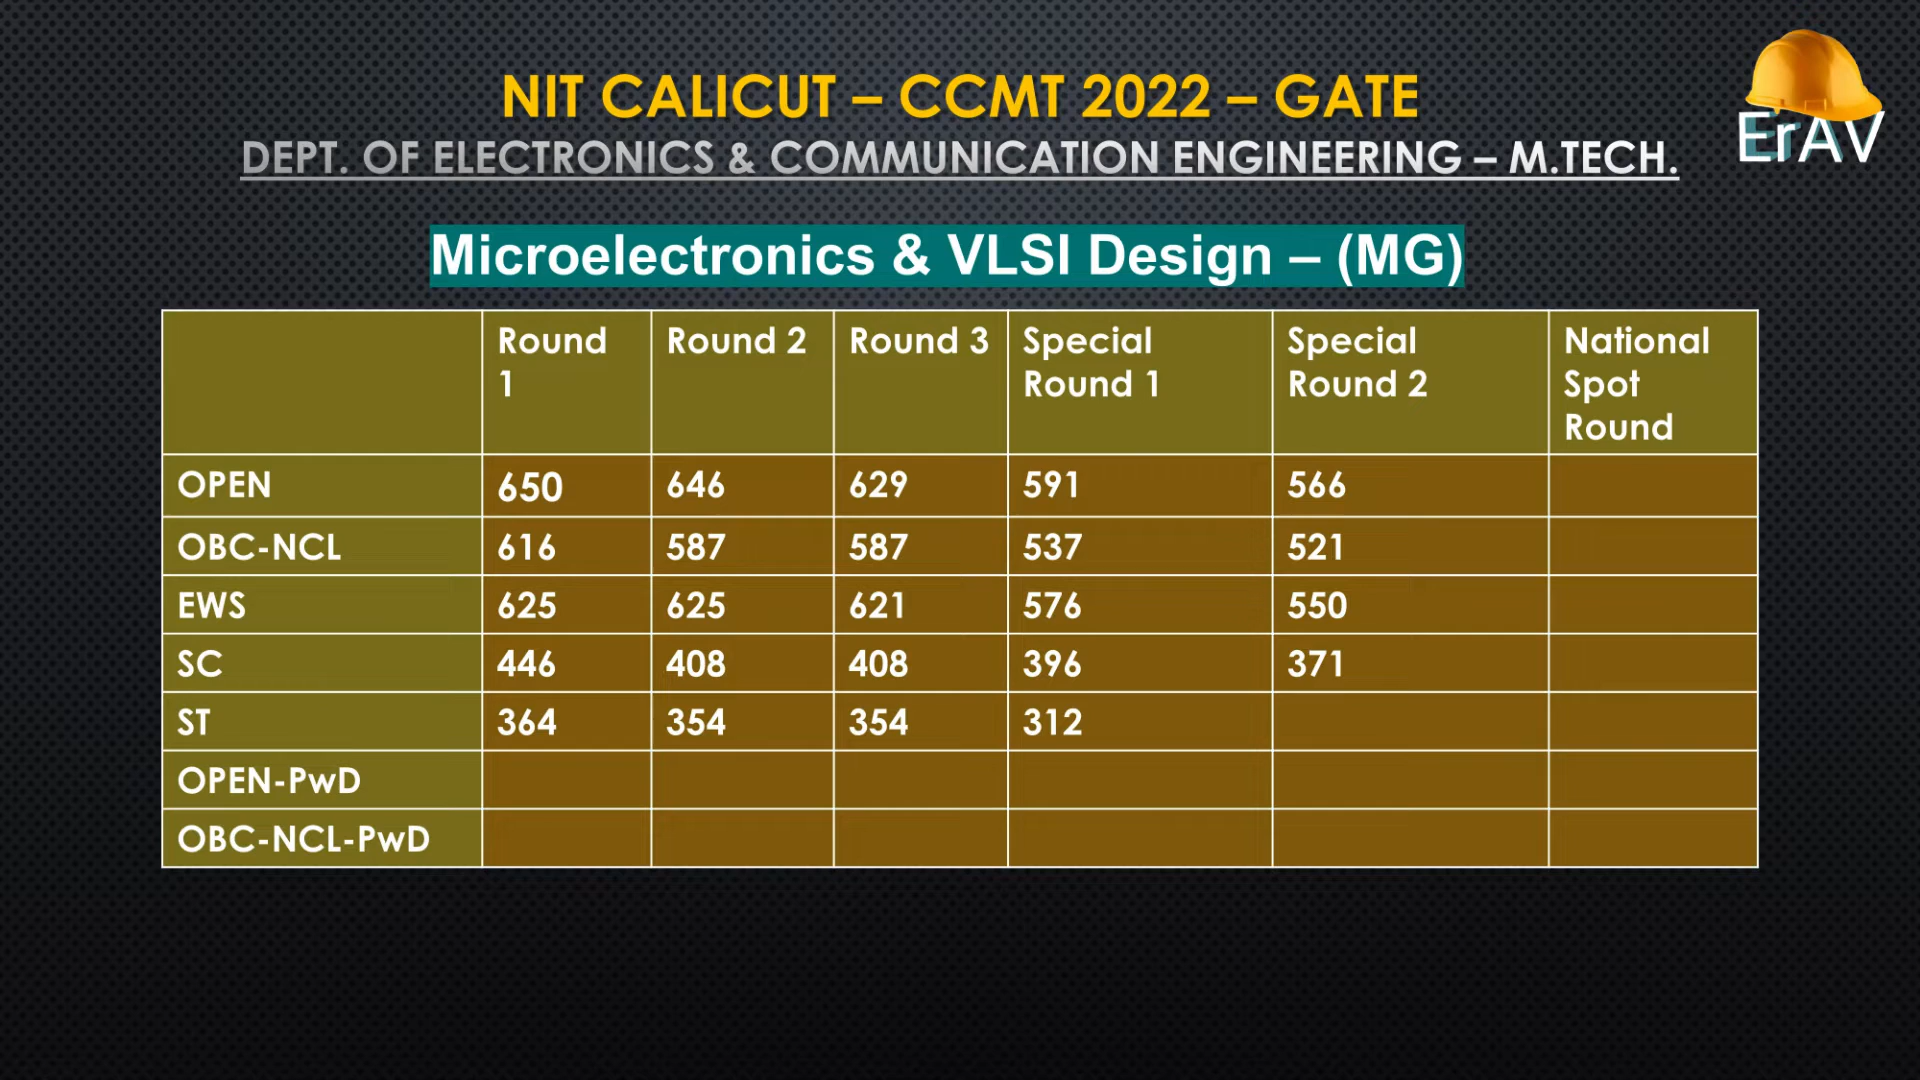 NIT CALICUT – CCMT 2022 – GATE
ErAV
DEPT. OF ELECTRONICS & COMMUNICATION ENGINEERING – M.TECH.
Microelectronics & VLSI Design – (MG)
Round 1 Round 2 Round 3 Special Round 1 Special Round 2 National Spot Round
OPEN 650 646 629 591 566
OBC-NCL 616 587 587 537 521
EWS 625 625 621 576 550
SC 446 408 408 396 371
ST 364 354 354 312
OPEN-PwD
OBC-NCL-PwD